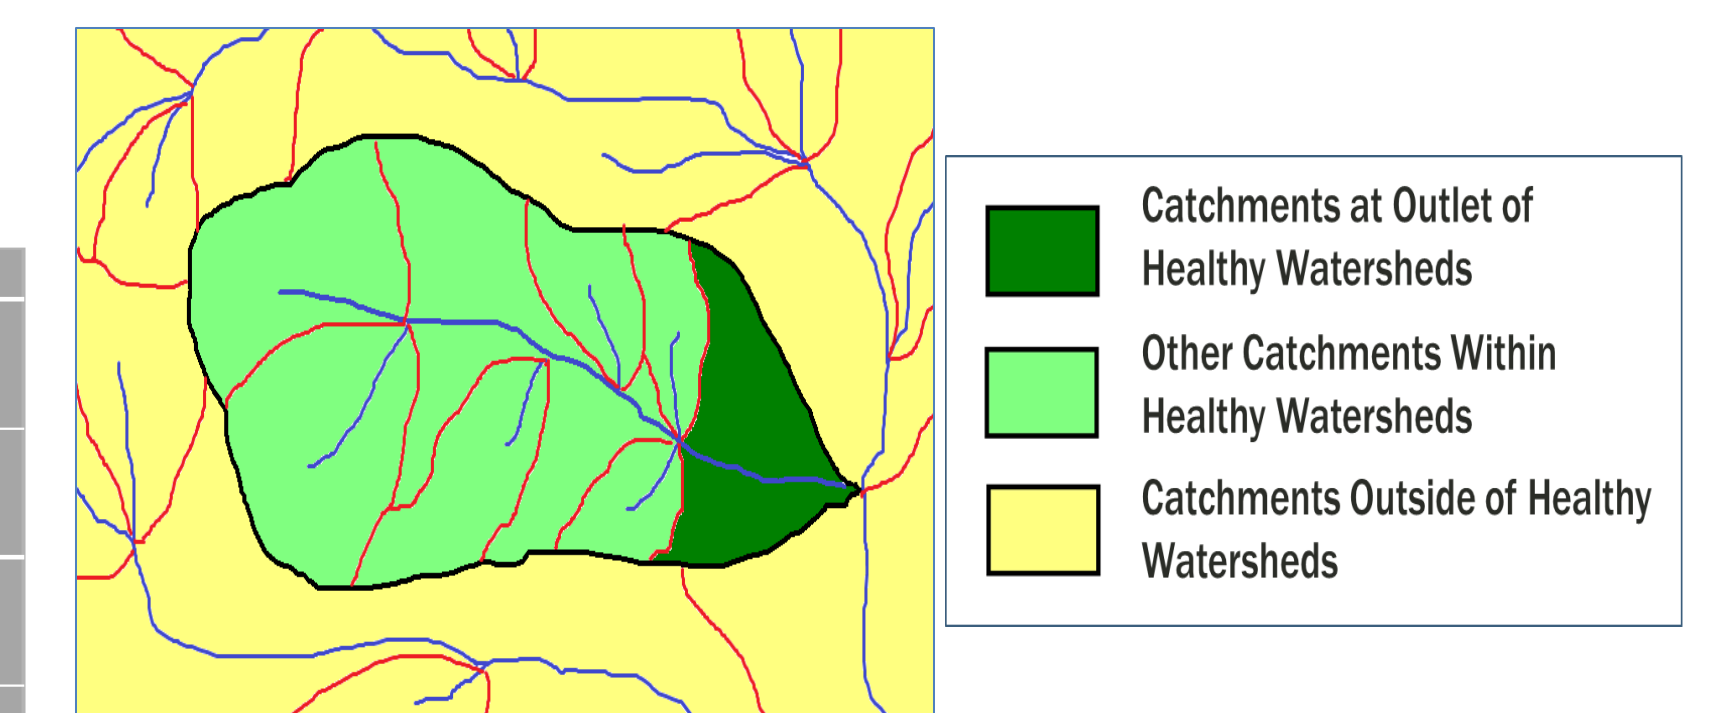 Catchments at Outlet of
Healthy Watersheds
Other Catchments Within
Healthy Watersheds
Catchments Outside of Healthy
Watersheds